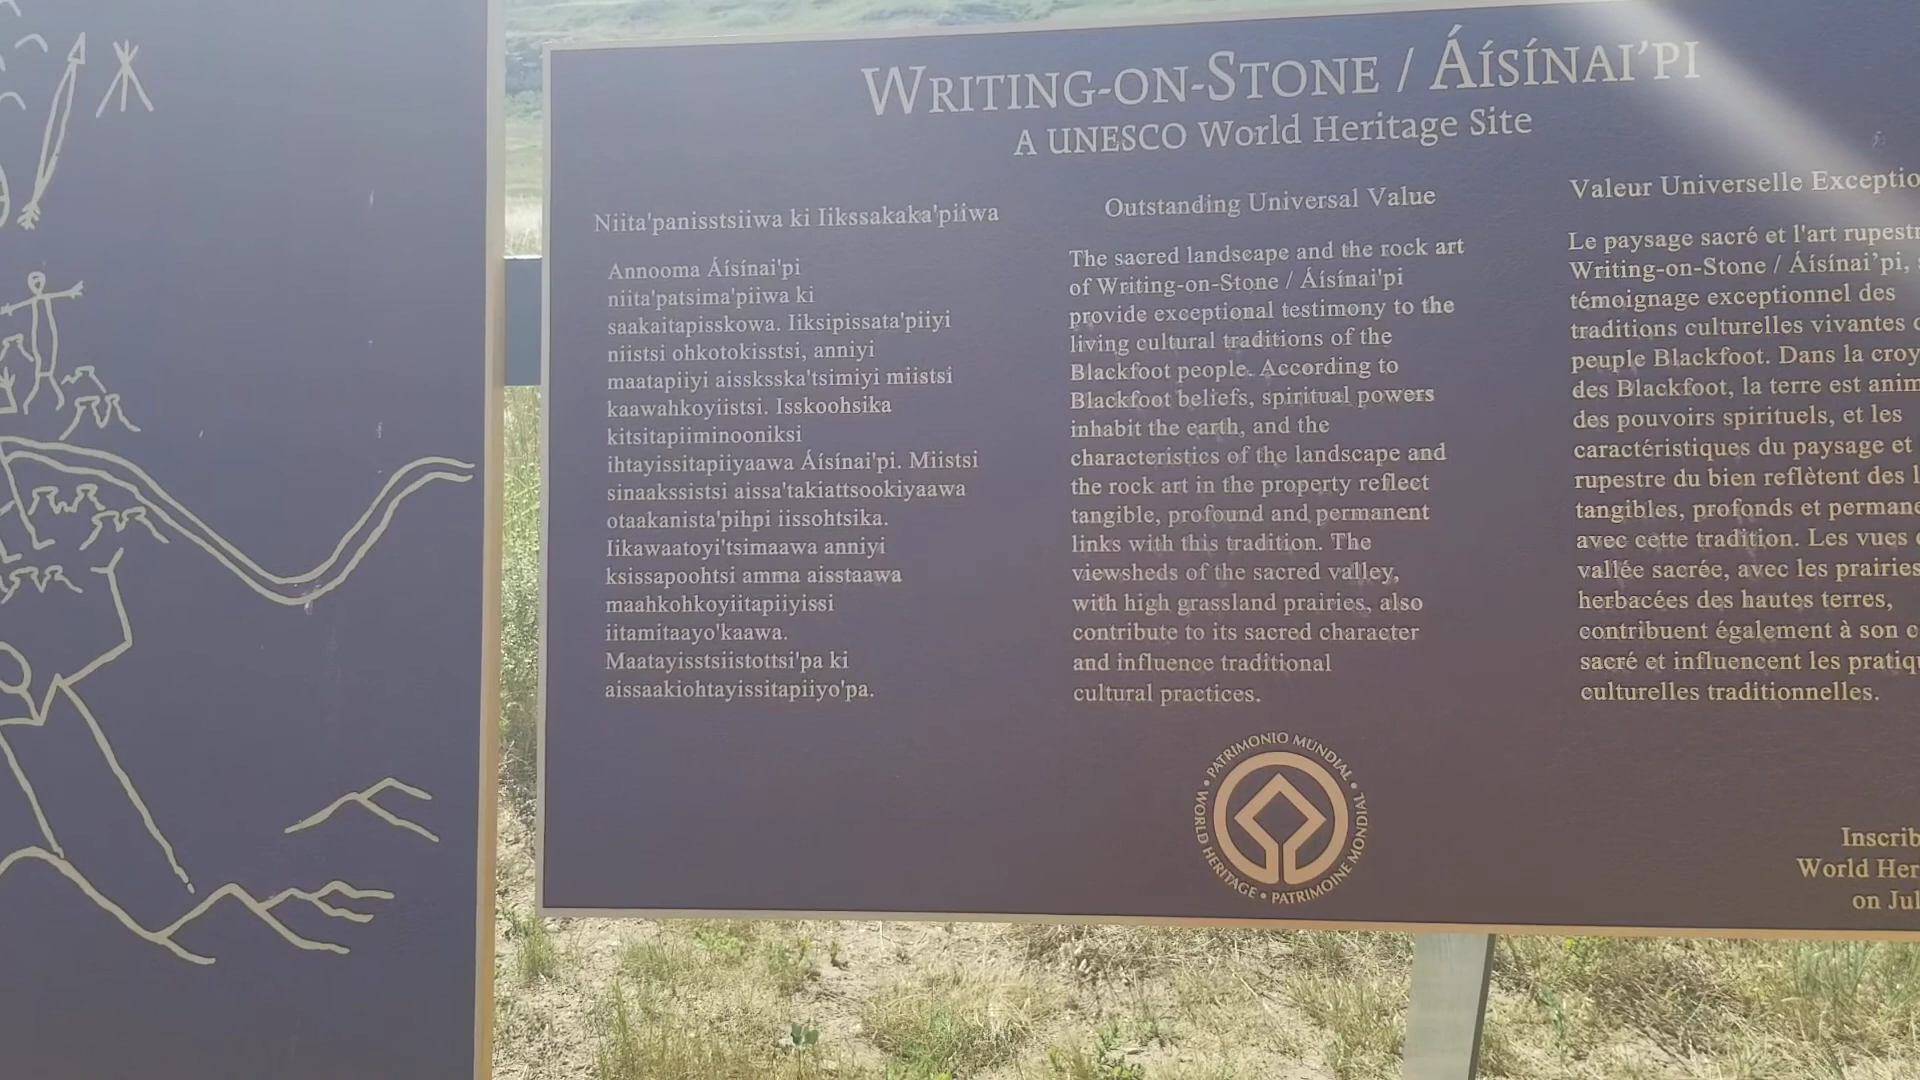 WRITING-ON-STONE / ÁÍSÍNAI'PI
A UNESCO World Heritage Site
Niita'panisstsiiwa ki Iikssakaka'piiwa
Annooma Áísínai'pi
niita'patsima'piiwa ki
saakaitapisskowa. Iiksipissata'piiyi
niistsi ohkotokisstsi, anniyi
maatapiiyi aissksska'tsimiyi miistsi
kaawahkoyiistsi. Isskoohsika
kitsitapiiminooniksi
ihtayissitapiiyaawa Áísínai'pi. Miistsi
sinaakssistsi aissa'takiattsookiyaawa
otaakanista'pihpi iissohtsika.
Iikawaatoyi'tsimaawa anniyi
ksissapoohtsi amma aisstaawa
maahkohkoyiitapiiyissi
iitamitaayo'kaawa.
Maatayisstsiistottsi'pa ki
aissaakiohtayissitapiiyo'pa.
Outstanding Universal Value
The sacred landscape and the rock art
of Writing-on-Stone / Áísínai'pi
provide exceptional testimony to the
living cultural traditions of the
Blackfoot people. According to
Blackfoot beliefs, spiritual powers
inhabit the earth, and the
characteristics of the landscape and
the rock art in the property reflect
tangible, profound and permanent
links with this tradition. The
viewsheds of the sacred valley,
with high grassland prairies, also
contribute to its sacred character
and influence traditional
cultural practices.
Valeur Universelle
Le paysage sacré et l'art
Writing-on-Stone / Áísínai'pi,
témoignage exceptionnel des
traditions culturelles vivantes
peuple Blackfoot. Dans la
des Blackfoot, la terre est
des pouvoirs spirituels, et les
caractéristiques du paysage et
rupestre du bien reflètent des
tangibles, profonds et
avec cette tradition. Les vues
vallée sacrée, avec les prairies
herbacées des hautes terres,
contribuent également à son
sacré et influencent les
culturelles traditionnelles.
• PATRIMONIO MUNDIAL •
WORLD HERITAGE • PATRIMOINE MONDIAL
World
on